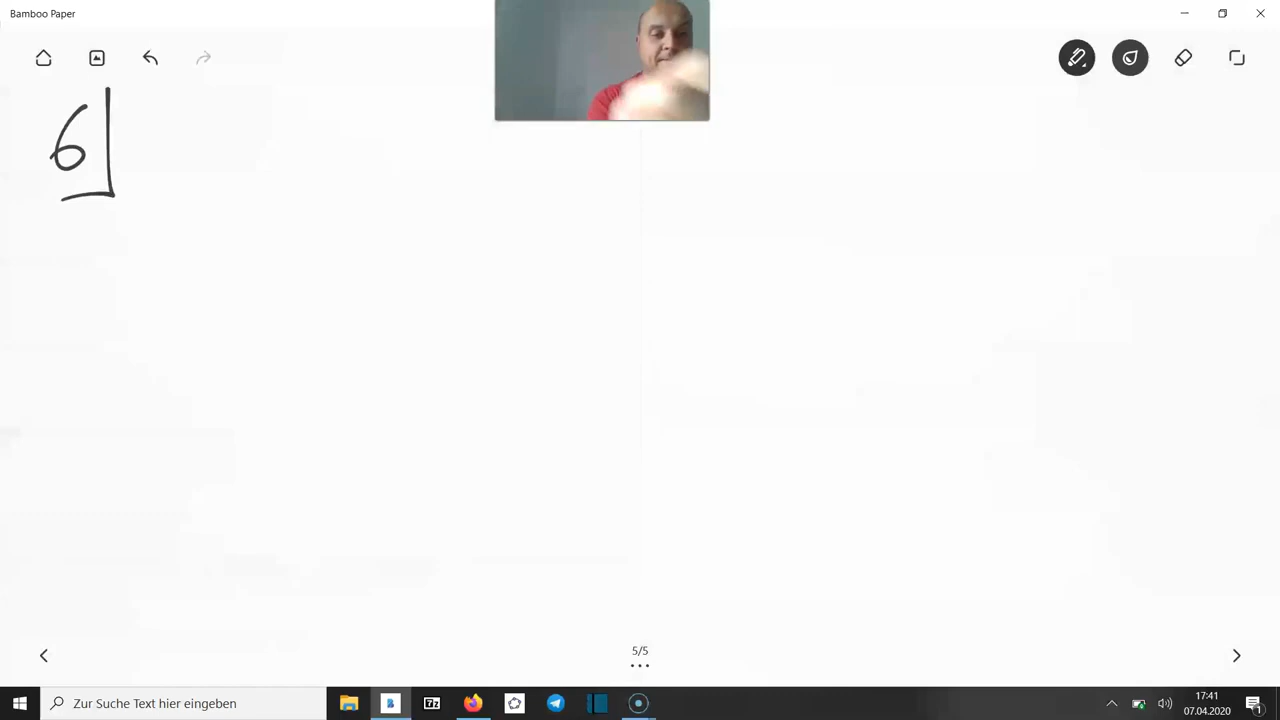 Bamboo Paper
6
5/5
Zur Suche Text hier eingeben
17:41
07.04.2020